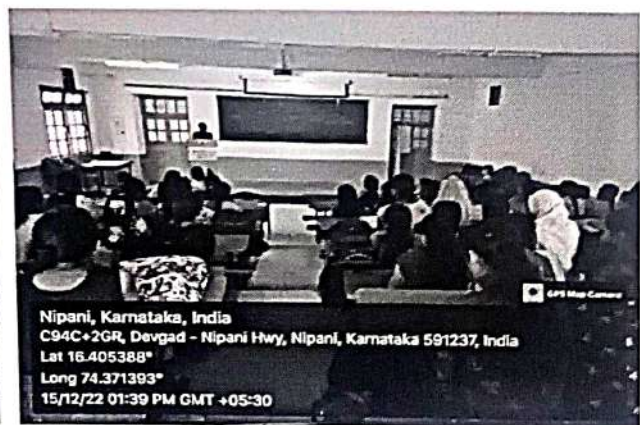 GPS Map Camera
Nipani, Karnataka, India
C94C+2GR, Devgad - Nipani Hwy, Nipani, Karnataka 591237, India
Lat 16.405388°
Long 74.371393°
15/12/22 01:39 PM GMT +05:30